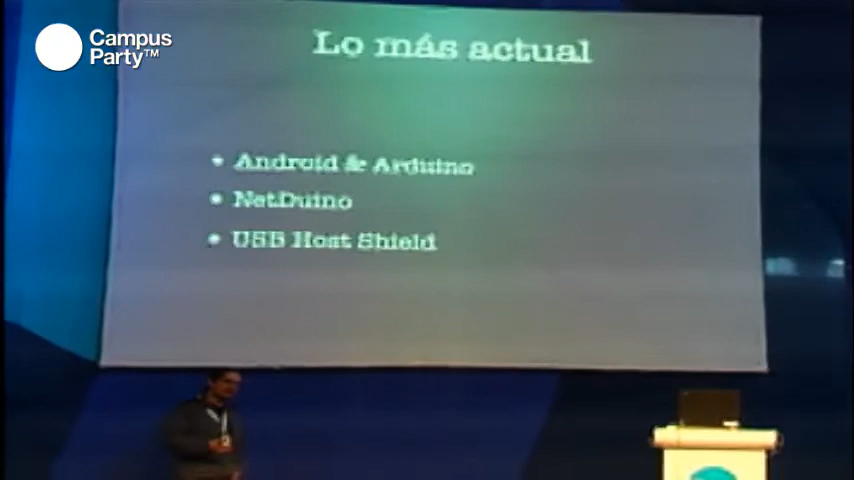 Campus
Party™
Lo más actual
Android & Arduino
NetDuino
USB Host Shield